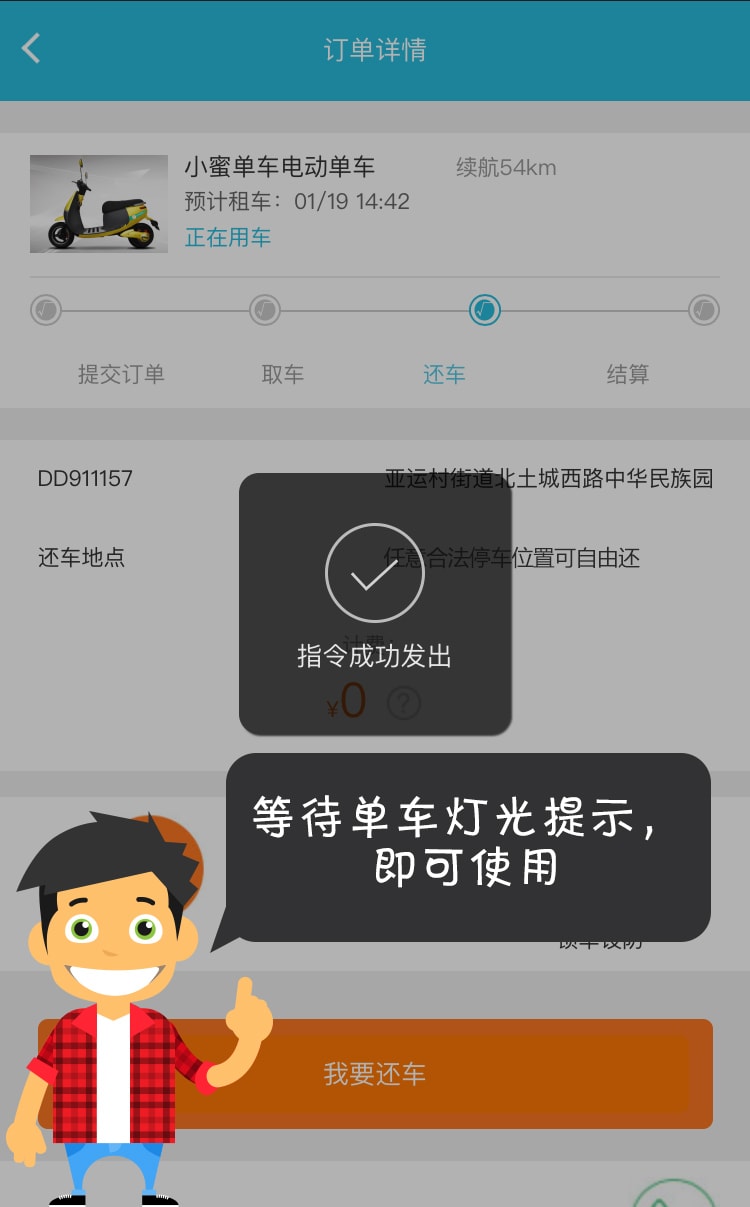 订单详情
小蜜单车电动单车 续航54km
预计租车：01/19 14:42
正在用车
提交订单 取车 还车 结算
DD911157 亚运村街道北土城西路中华民族园
还车地点 任意合法停车位置可自由还
计费：
指令成功发出
¥0 ?
等待单车灯光提示，
即可使用
锁车设防
我要还车